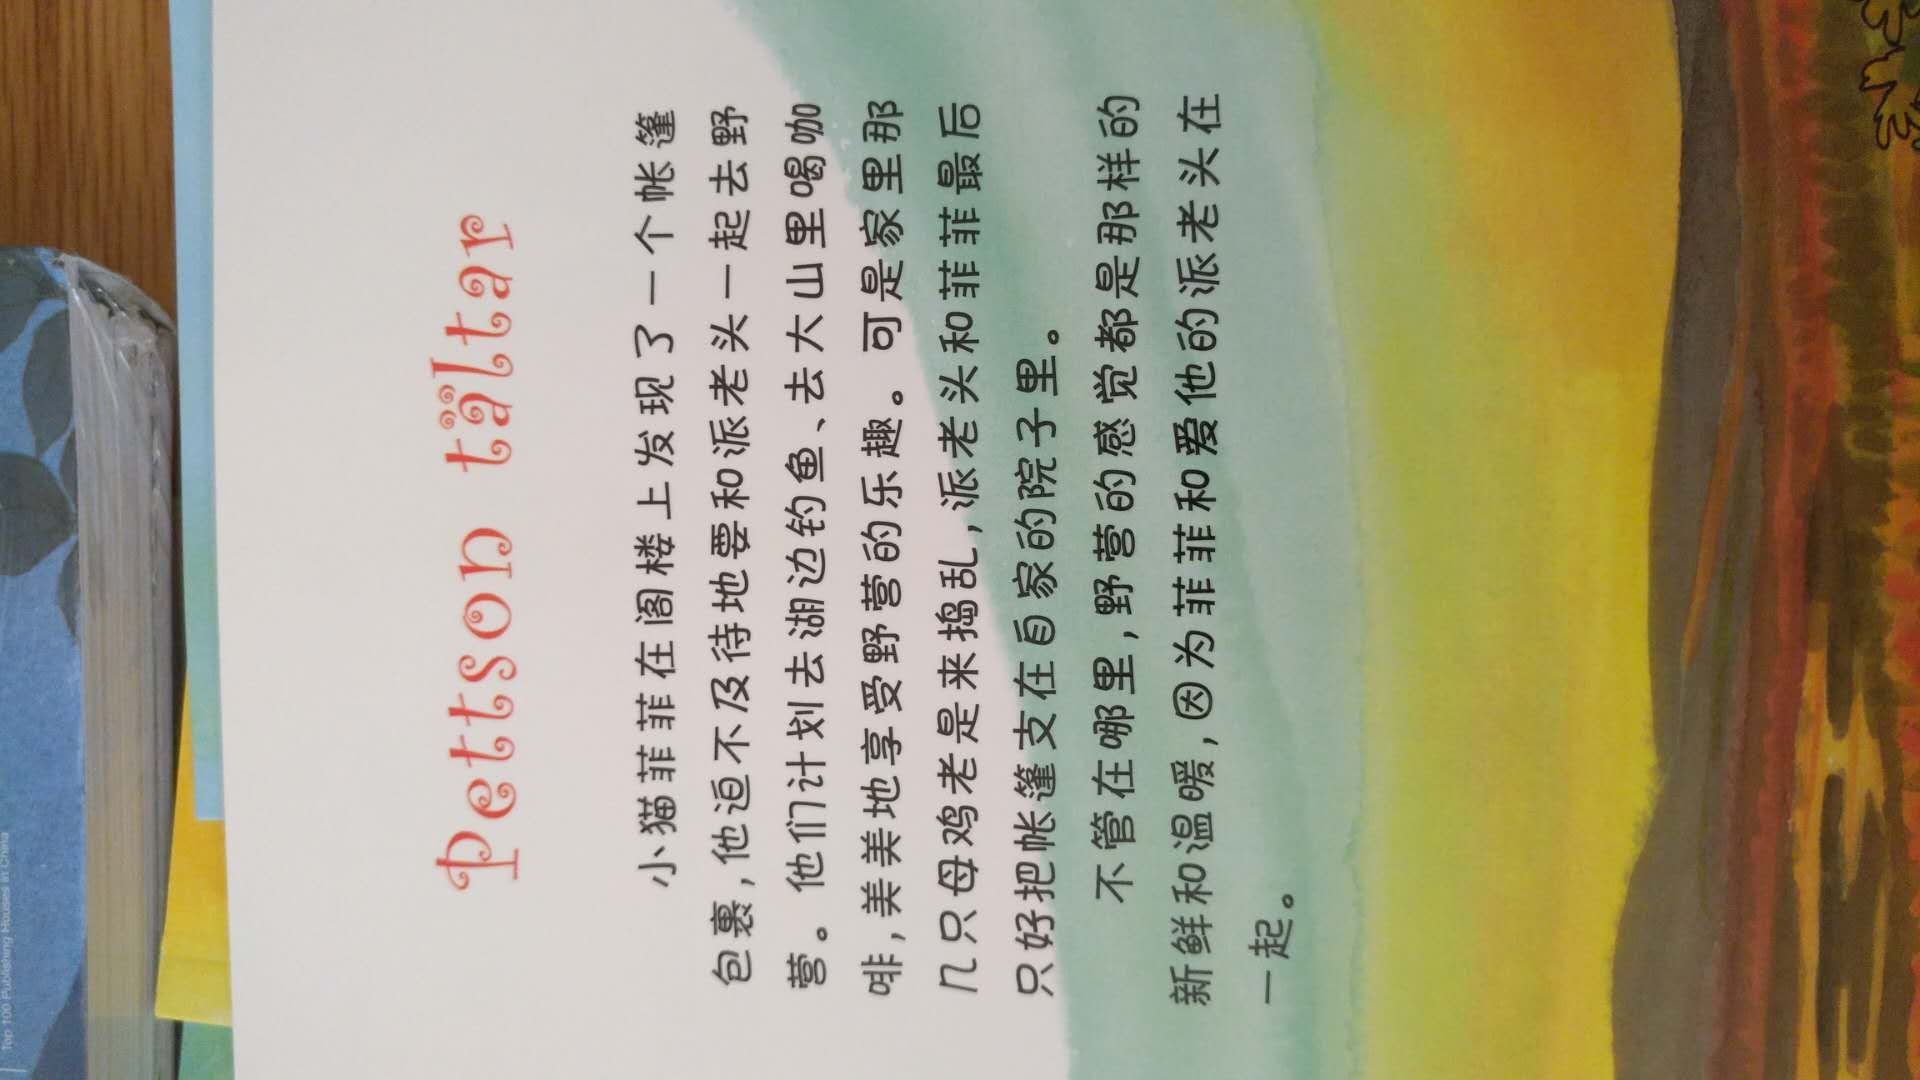 Pettson tältar
小猫菲菲在阁楼上发现了一个帐篷
包裹，他迫不及待地要和派老头一起去野
营。他们计划去湖边钓鱼、去大山里喝咖
啡，美美地享受野营的乐趣。可是家里那
几只母鸡老是来捣乱，派老头和菲菲最后
只好把帐篷支在自家的院子里。
不管在哪里，野营的感觉都是那样的
新鲜和温暖，因为菲菲和爱他的派老头在
一起。
Top 100 Publishing Houses in China